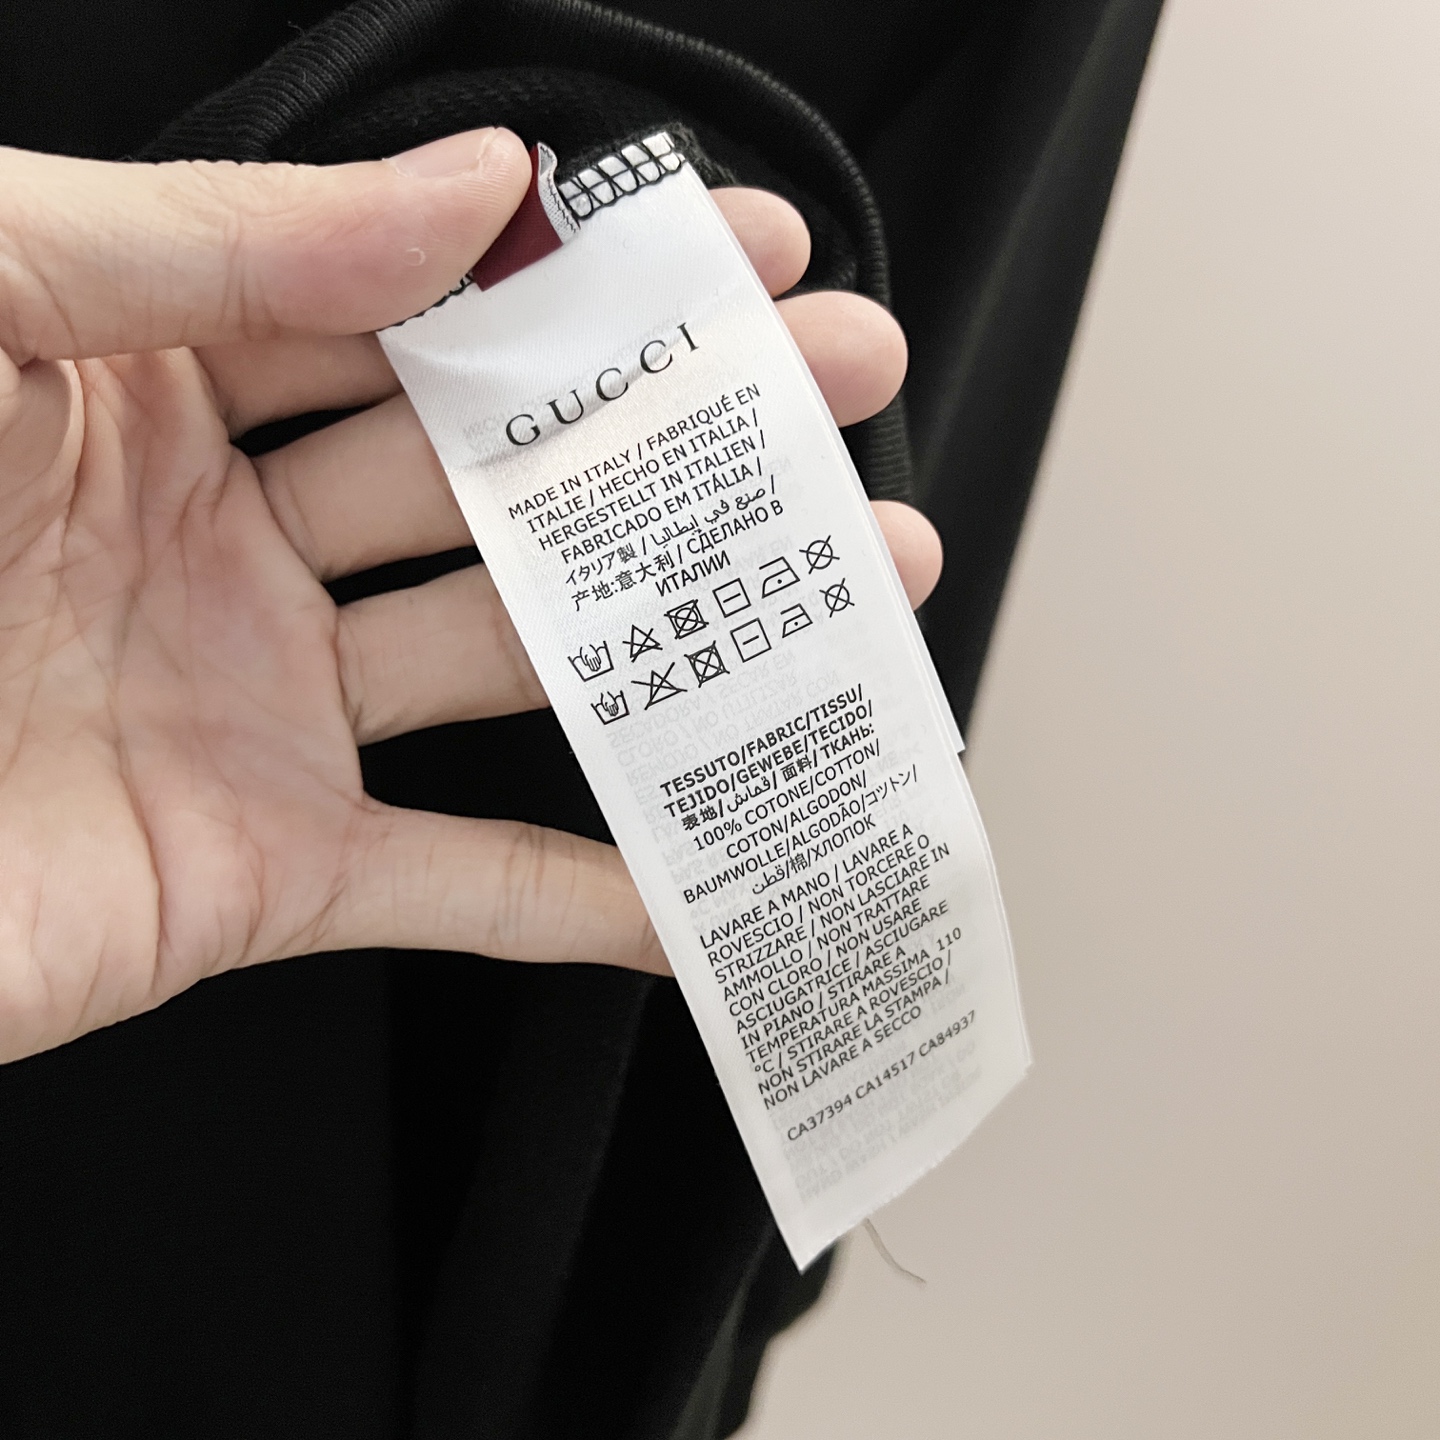 GUCCI
MADE IN ITALY / FABRIQUÉ EN
ITALIE / HECHO EN ITALIA /
HERGESTELLT IN ITALIEN /
FABRICADO EM ITÁLIA /
صنع في إيطاليا /
イタリア製 / 
产地:意大利 / СДЕЛАНО В
ИТАЛИИ
TESSUTO/FABRIC/TISSU/
TEJIDO/GEWEBE/TECIDO/
表地/قماش/ 面料/ТКАНЬ:
100% COTONE/COTTON/
COTON/ALGODON/
BAUMWOLLE/ALGODÃO/コットン/
قطن/棉/ХЛОПОК
LAVARE A MANO / LAVARE A
ROVESCIO / NON TORCERE O
STRIZZARE / NON LASCIARE IN
AMMOLLO / NON TRATTARE
CON CLORO / NON USARE
ASCIUGATRICE / ASCIUGARE
IN PIANO / STIRARE A
TEMPERATURA MASSIMA 110
°C / STIRARE A ROVESCIO /
NON STIRARE LA STAMPA /
NON LAVARE A SECCO
CA37394 CA14517 CA84937